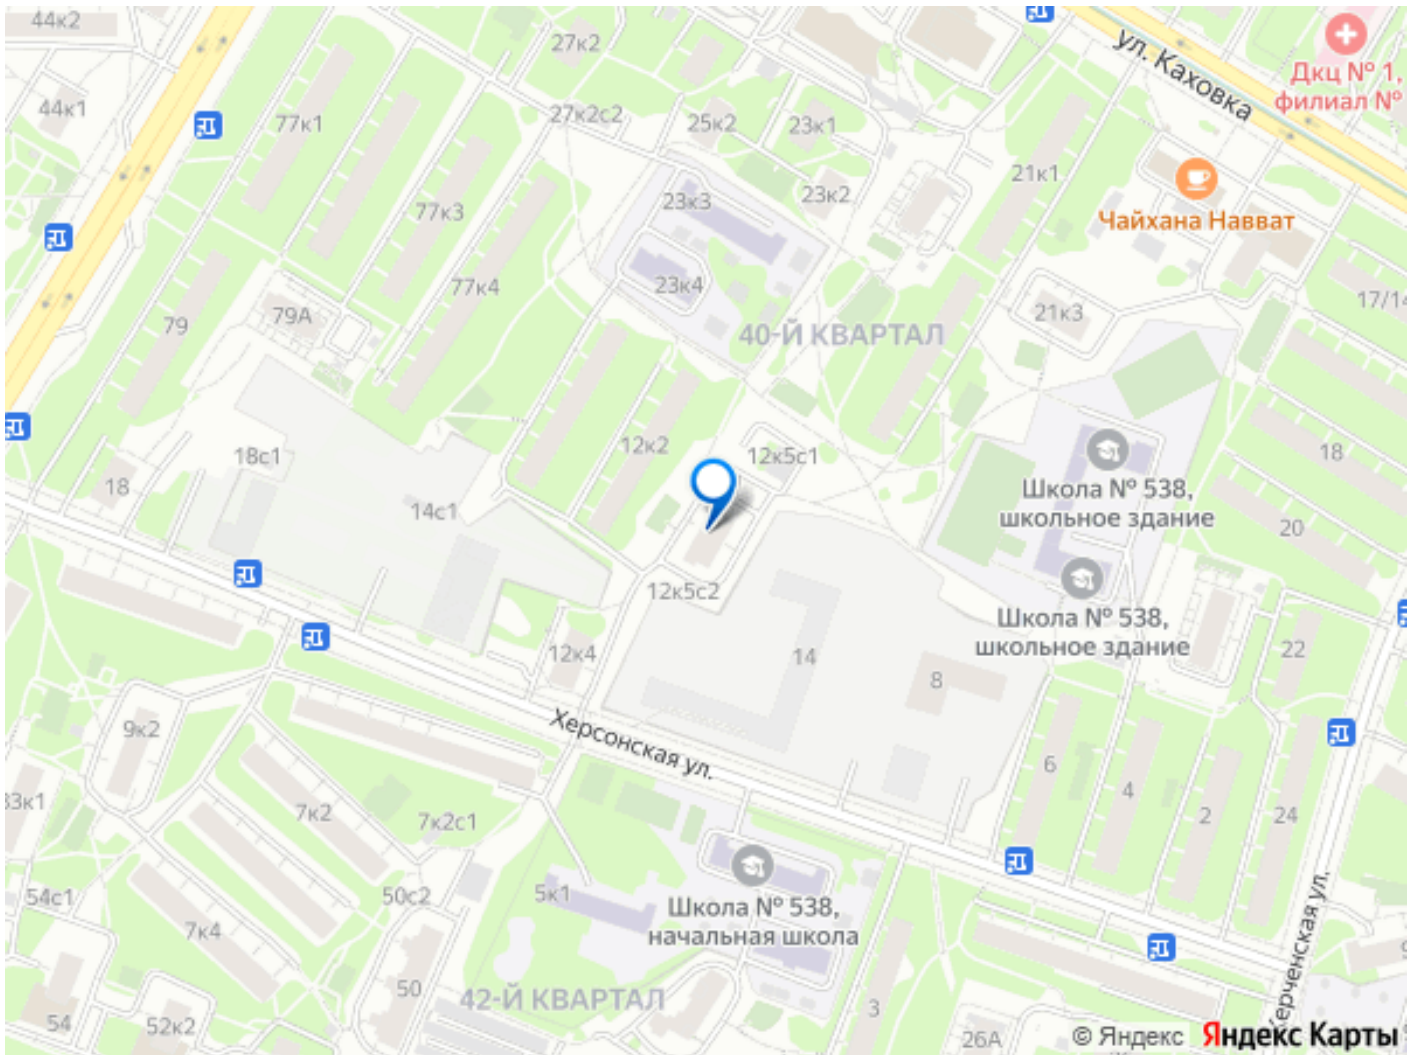 44к2
27к2
ул. Каховка
Дкц № 1,
филиал №
44к1
77к1
27к2с2
25к2
23к1
21к1
77к3
23к3
23к2
Чайхана Навват
77к4
23к4
17/14
79
79А
21к3
40-Й КВАРТАЛ
18с1
12к2
12к5с1
18
18
14с1
Школа № 538,
школьное здание
20
12к5с2
Школа № 538,
школьное здание
12к4
14
8
22
Херсонская ул.
9к2
6
4
2
24
33к1
7к2
7к2с1
54с1
50с2
5к1
Школа № 538,
начальная школа
7к4
Керченская ул.
50
42-Й КВАРТАЛ
3
54
52к2
26А
© Яндекс Яндекс Карты